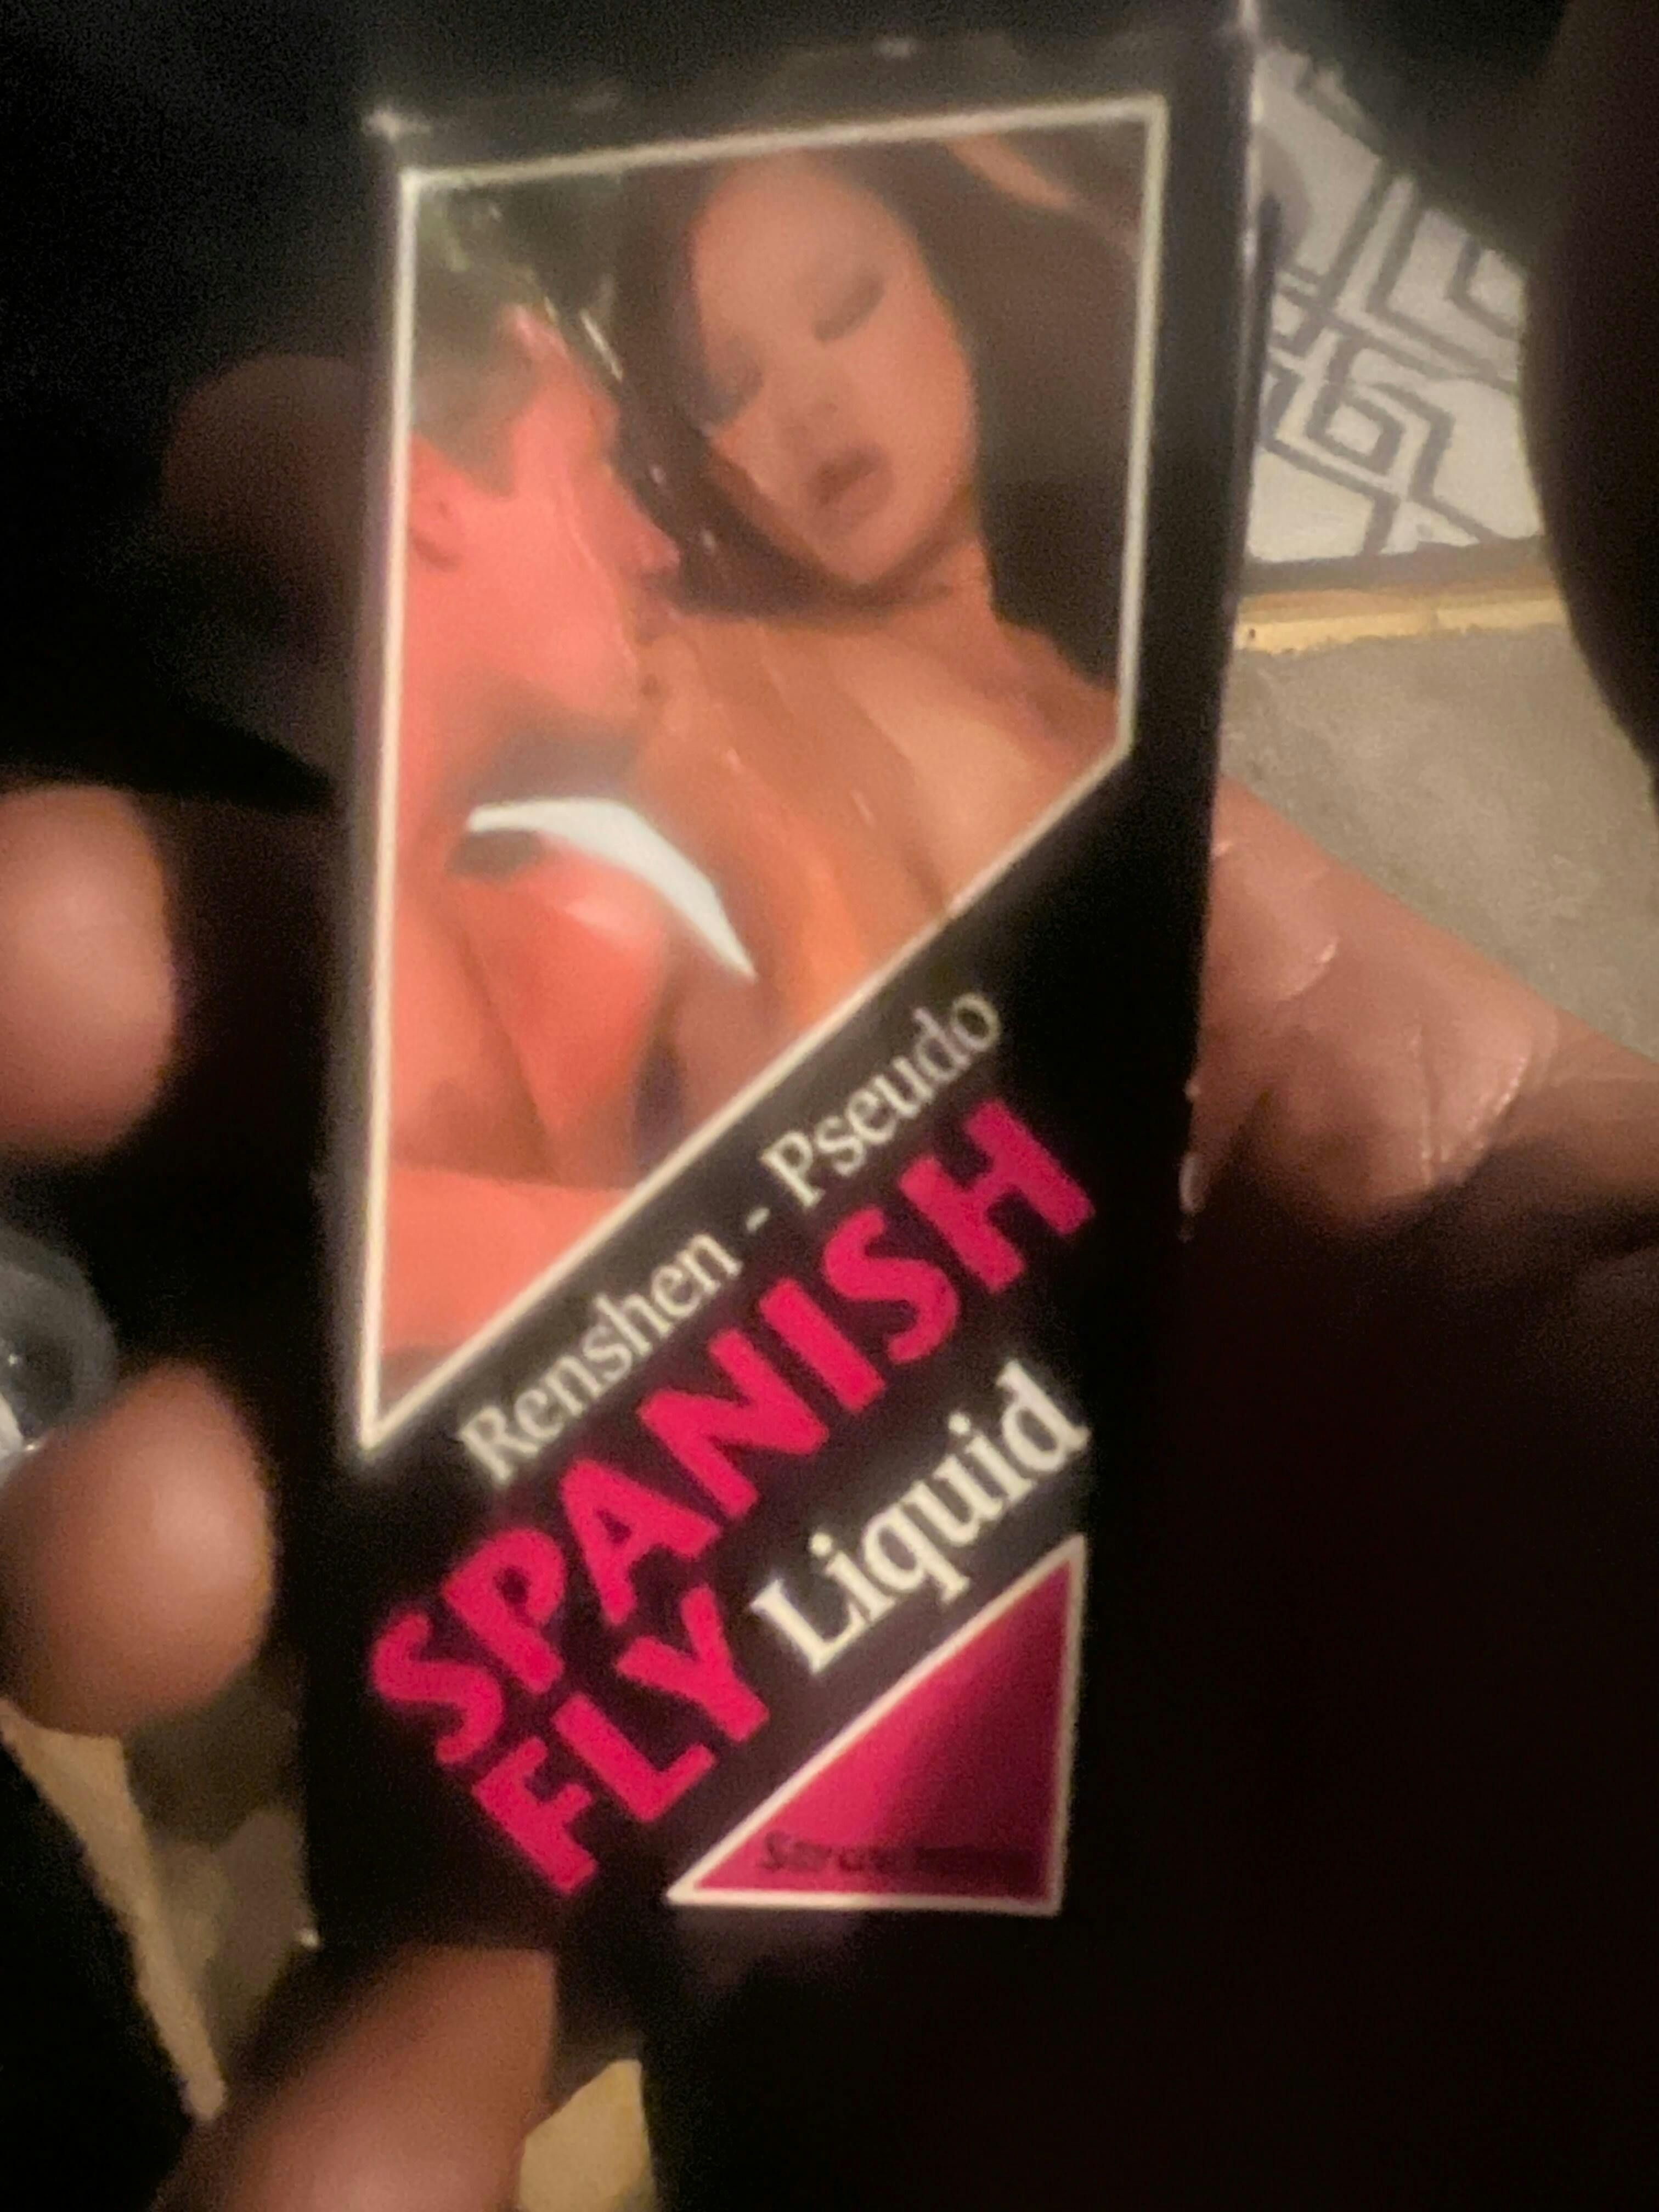 Renshen - Pseudo
SPANISH
FLY Liquid